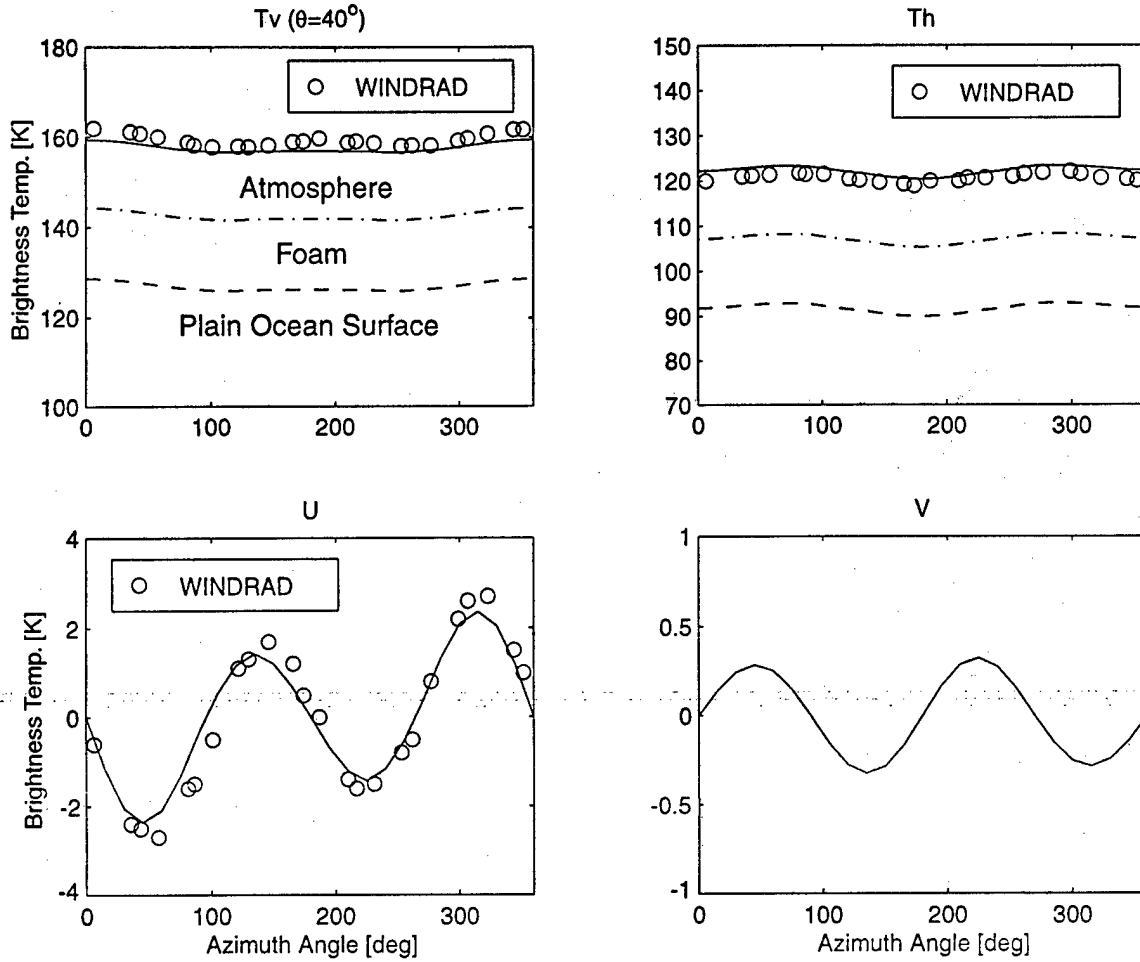 Tv (θ=40°)
180
160
140
120
100
Brightness Temp. [K]
WINDRAD
Atmosphere
Foam
Plain Ocean Surface
0
100
200
300
Th
150
140
130
120
110
100
90
80
70
WINDRAD
0
100
200
300
U
4
2
0
-2
-4
Brightness Temp. [K]
WINDRAD
0
100
200
300
Azimuth Angle [deg]
V
1
0.5
0
-0.5
-1
0
100
200
300
Azimuth Angle [deg]